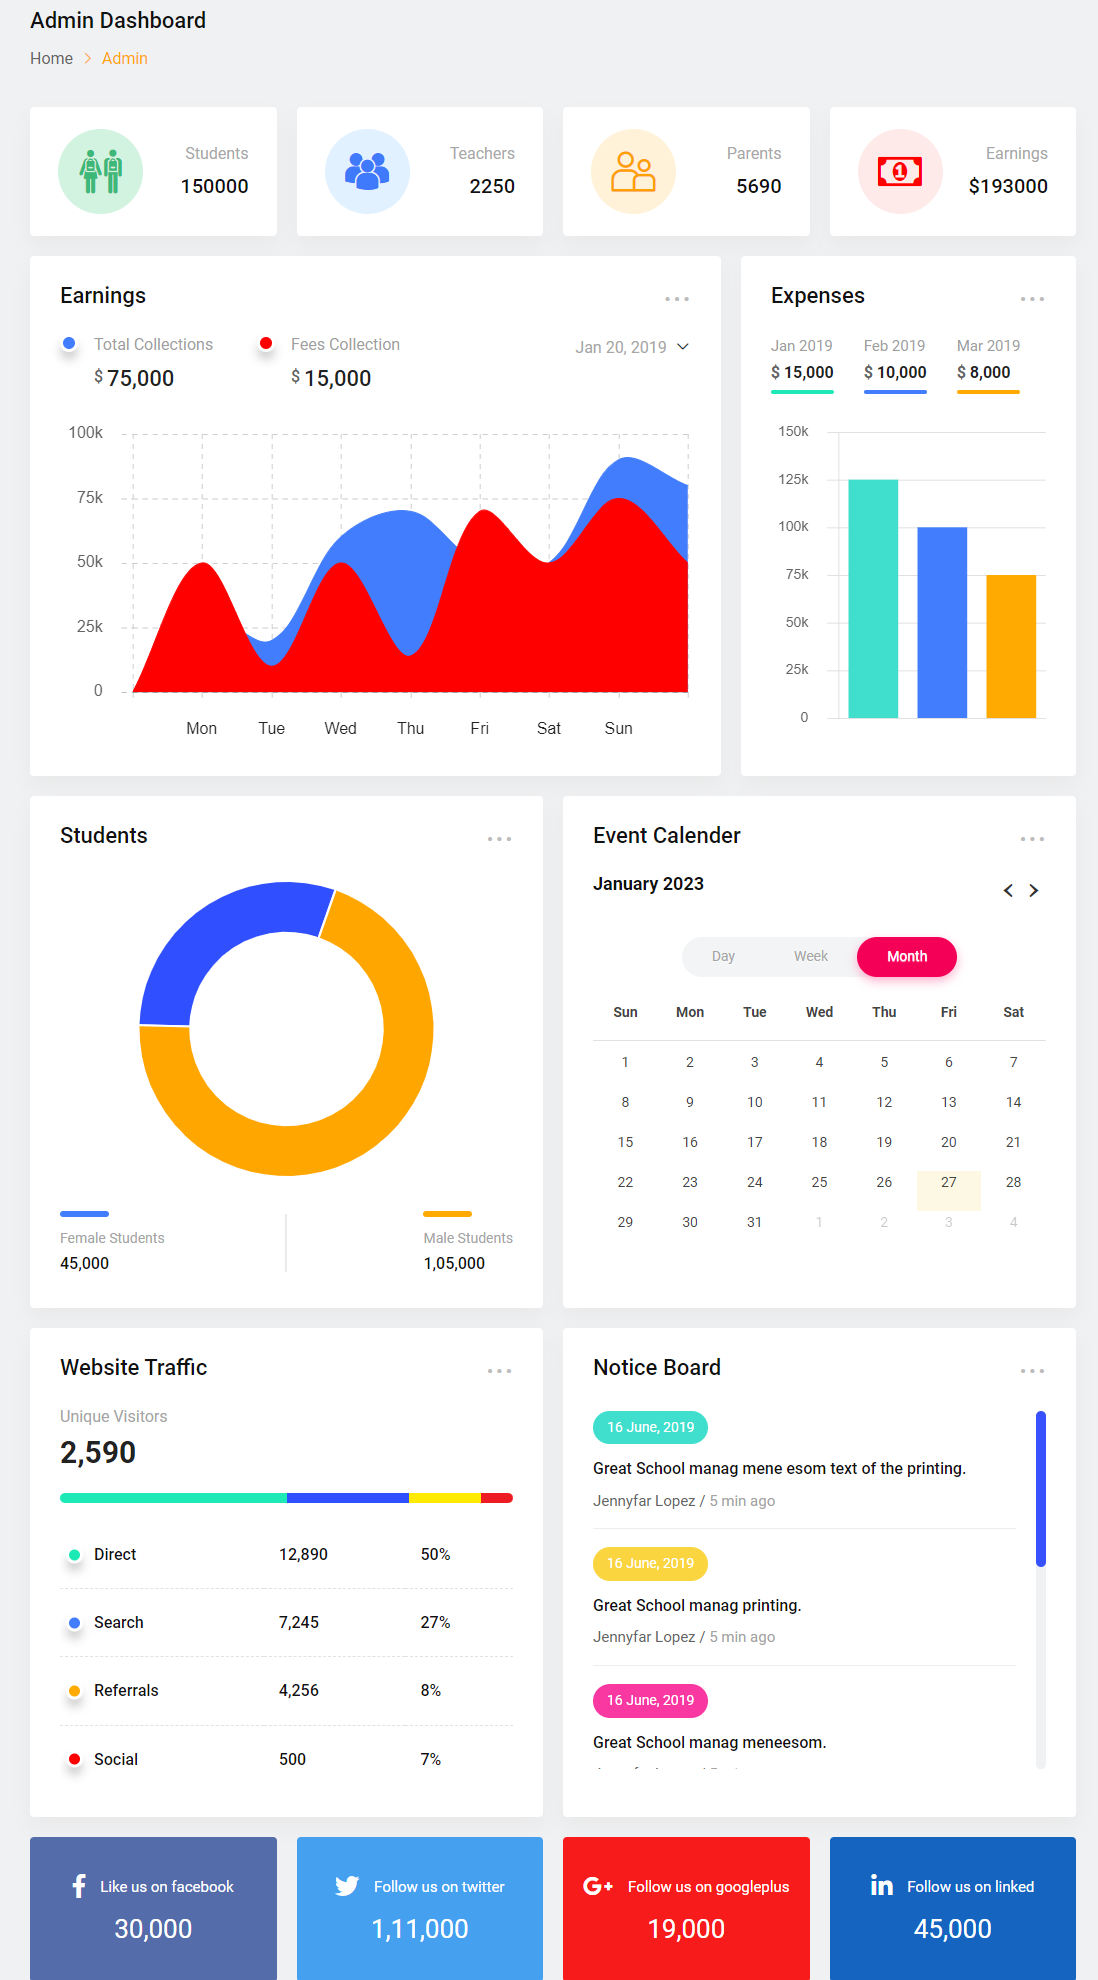 Admin Dashboard
Home > Admin
Students
150000
Teachers
2250
Parents
5690
1
Earnings
$193000
Earnings
Total Collections
$ 75,000
Fees Collection
$ 15,000
Jan 20, 2019
100k
75k
50k
25k
0
Mon Tue Wed Thu Fri Sat Sun
Expenses
Jan 2019 Feb 2019 Mar 2019
$ 15,000 $ 10,000 $ 8,000
150k
125k
100k
75k
50k
25k
0
Students
Female Students
45,000
Male Students
1,05,000
Event Calender
January 2023
Day Week Month
Sun Mon Tue Wed Thu Fri Sat
1 2 3 4 5 6 7
8 9 10 11 12 13 14
15 16 17 18 19 20 21
22 23 24 25 26 27 28
29 30 31 1 2 3 4
Website Traffic
Unique Visitors
2,590
Direct 12,890 50%
Search 7,245 27%
Referrals 4,256 8%
Social 500 7%
Notice Board
16 June, 2019
Great School manag mene esom text of the printing.
Jennyfar Lopez / 5 min ago
16 June, 2019
Great School manag printing.
Jennyfar Lopez / 5 min ago
16 June, 2019
Great School manag meneesom.
Like us on facebook
30,000
Follow us on twitter
1,11,000
G+ Follow us on googleplus
19,000
in Follow us on linked
45,000